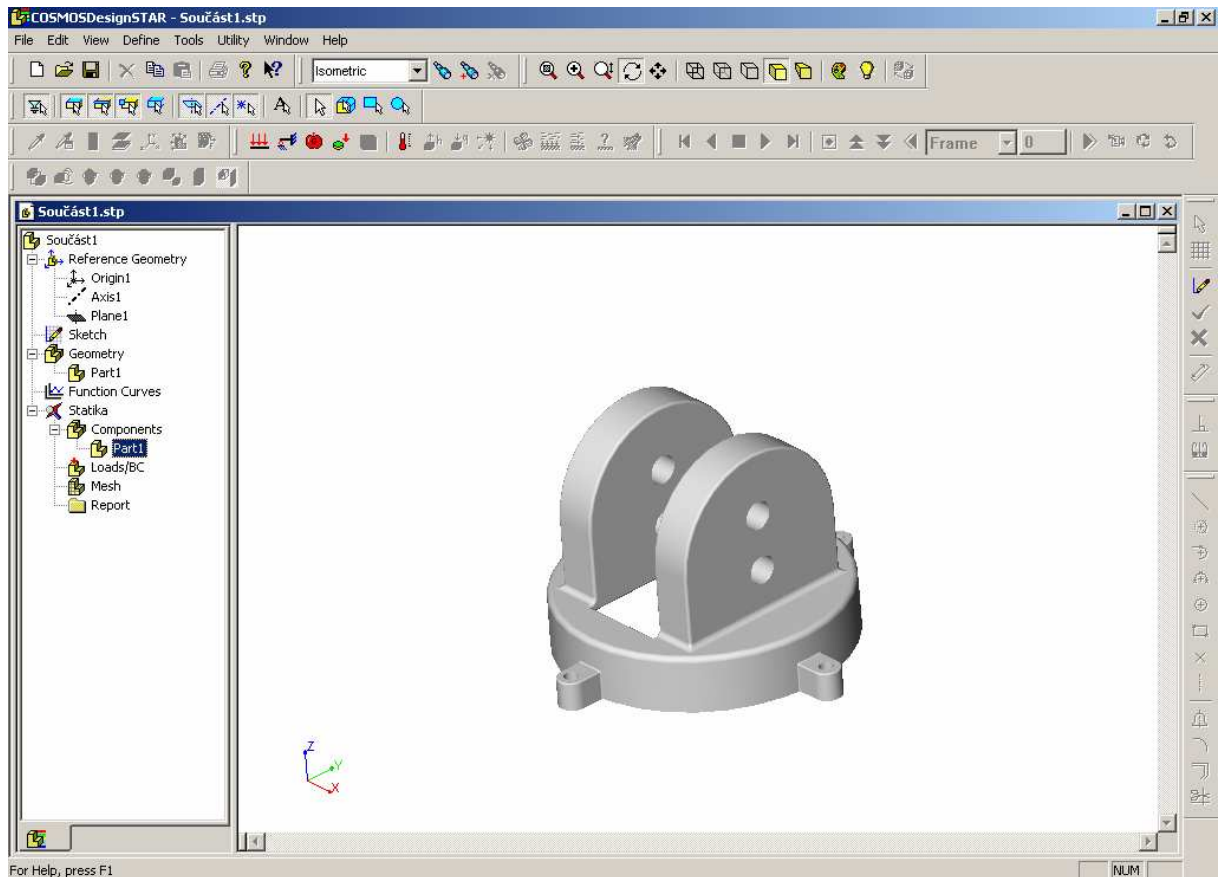 COSMOSDesignSTAR - Součást1.stp
File Edit View Define Tools Utility Window Help
Isometric
Frame 0
Součást1.stp
Součást1
Reference Geometry
Origin1
Axis1
Plane1
Sketch
Geometry
Part1
Function Curves
Statika
Components
Part1
Loads/BC
Mesh
Report
Z
Y
X
For Help, press F1
NUM